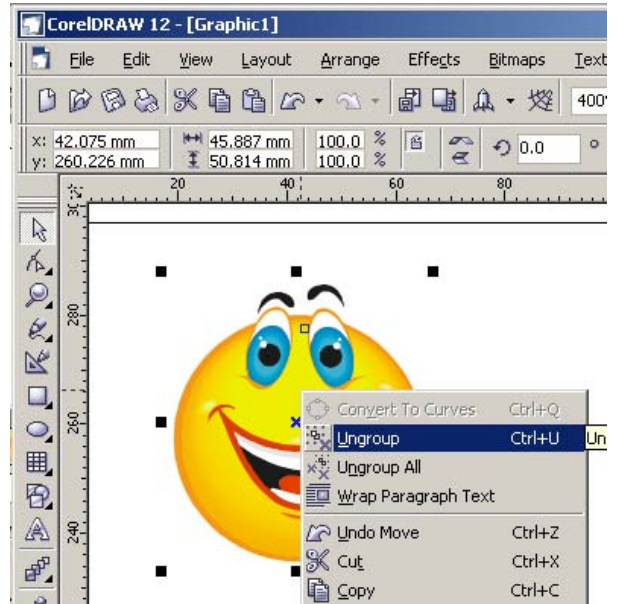 CorelDRAW 12 - [Graphic1]
File Edit View Layout Arrange Effects Bitmaps Text
400%
x: 42.075 mm 45.887 mm 100.0 % 0.0 °
y: 260.226 mm 50.814 mm 100.0 %
20 40 60 80
280
260
240
Convert To Curves Ctrl+Q
Ungroup Ctrl+U Un
Ungroup All
Wrap Paragraph Text
Undo Move Ctrl+Z
Cut Ctrl+X
Copy Ctrl+C